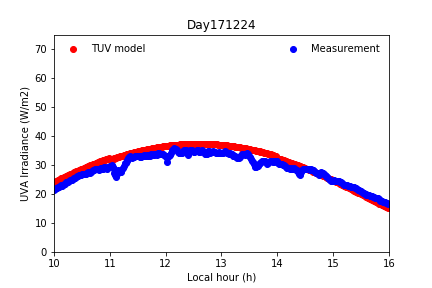 Day171224
TUV model
Measurement
UVA Irradiance (W/m2)
70
60
50
40
30
20
10
0
10 11 12 13 14 15 16
Local hour (h)